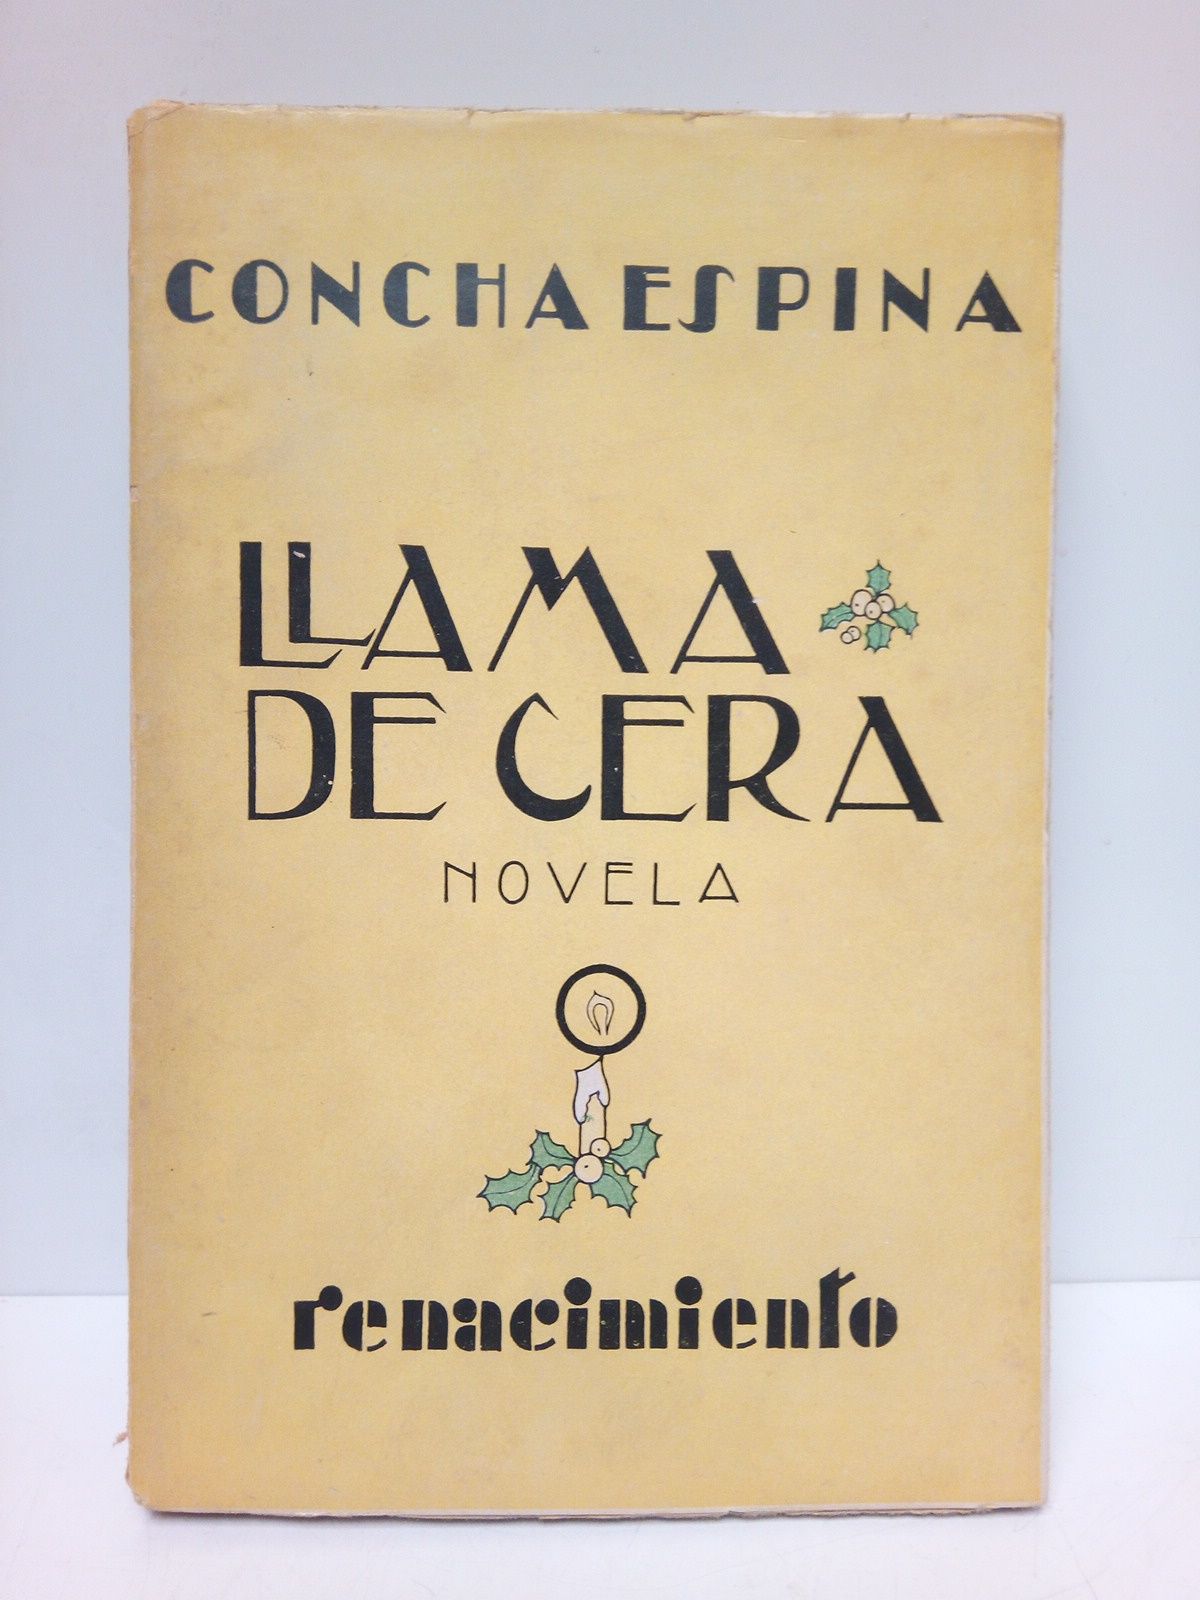 CONCHA ESPINA
LLAMA
DE CERA
NOVELA
renacimiento